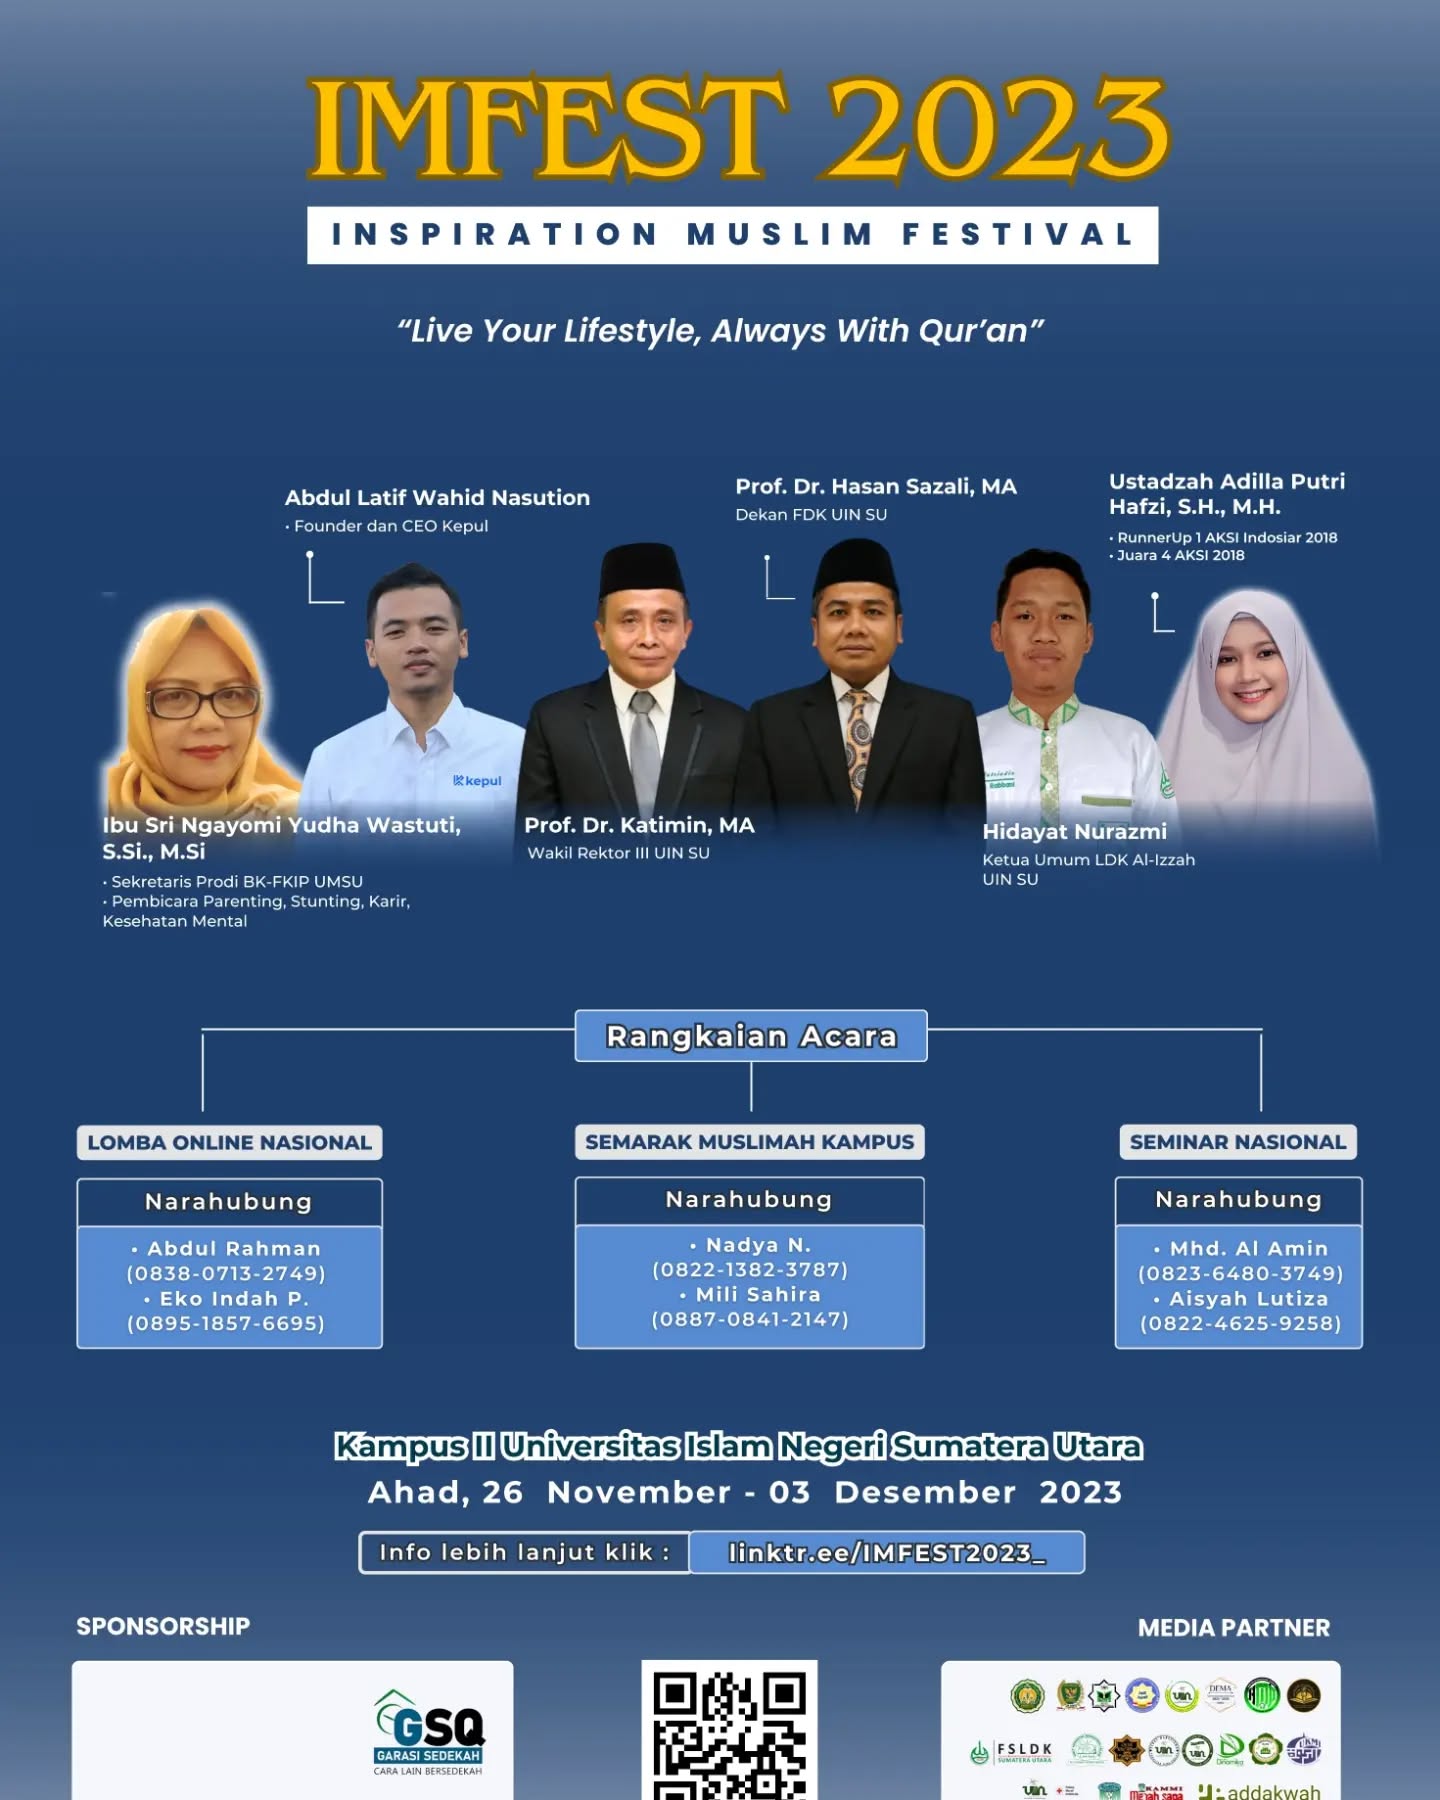 IMFEST 2023
INSPIRATION MUSLIM FESTIVAL
“Live Your Lifestyle, Always With Qur’an”
Abdul Latif Wahid Nasution
• Founder dan CEO Kepul
Prof. Dr. Hasan Sazali, MA
Dekan FDK UIN SU
Ustadzah Adilla Putri
Hafzi, S.H., M.H.
• RunnerUp 1 AKSI Indosiar 2018
• Juara 4 AKSI 2018
kepul
Ibu Sri Ngayomi Yudha Wastuti,
S.Si., M.Si
• Sekretaris Prodi BK-FKIP UMSU
• Pembicara Parenting, Stunting, Karir,
Kesehatan Mental
Prof. Dr. Katimin, MA
Wakil Rektor III UIN SU
Hidayat Nurazmi
Ketua Umum LDK Al-Izzah
UIN SU
Rangkaian Acara
LOMBA ONLINE NASIONAL
Narahubung
• Abdul Rahman
(0838-0713-2749)
• Eko Indah P.
(0895-1857-6695)
SEMARAK MUSLIMAH KAMPUS
Narahubung
• Nadya N.
(0822-1382-3787)
• Mili Sahira
(0887-0841-2147)
SEMINAR NASIONAL
Narahubung
• Mhd. Al Amin
(0823-6480-3749)
• Aisyah Lutiza
(0822-4625-9258)
Kampus II Universitas Islam Negeri Sumatera Utara
Ahad, 26 November - 03 Desember 2023
Info lebih lanjut klik :
linktr.ee/IMFEST2023_
SPONSORSHIP
GSQ
GARASI SEDEKAH
CARA LAIN BERSEDEKAH
MEDIA PARTNER
DEMA
FSLDK
SUMATERA UTARA
Dinamika
UKMI
KAMMI
addakwah